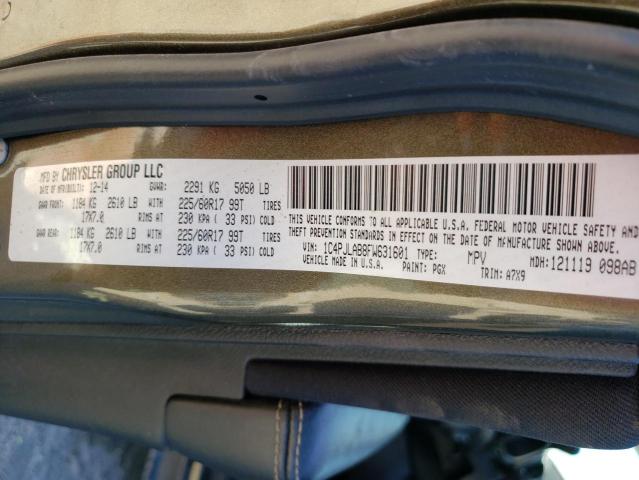 MFD BY CHRYSLER GROUP LLC
DATE OF MFR(BUILT): 12-14 GVWR: 2291 KG 5050 LB
GAWR FRONT: 1184 KG 2610 LB WITH 225/60R17 99T TIRES
17X7.0 RIMS AT 230 KPA ( 33 PSI) COLD
GAWR REAR: 1184 KG 2610 LB WITH 225/60R17 99T TIRES
17X7.0 RIMS AT 230 KPA ( 33 PSI) COLD
THIS VEHICLE CONFORMS TO ALL APPLICABLE U.S.A. FEDERAL MOTOR VEHICLE SAFETY AND
THEFT PREVENTION STANDARDS IN EFFECT ON THE DATE OF MANUFACTURE SHOWN ABOVE.
VIN: 1C4PJLAB8FW631601 TYPE: MPV MDH: 121119 098AB
VEHICLE MADE IN U.S.A. PAINT: PGX TRIM: A7X9